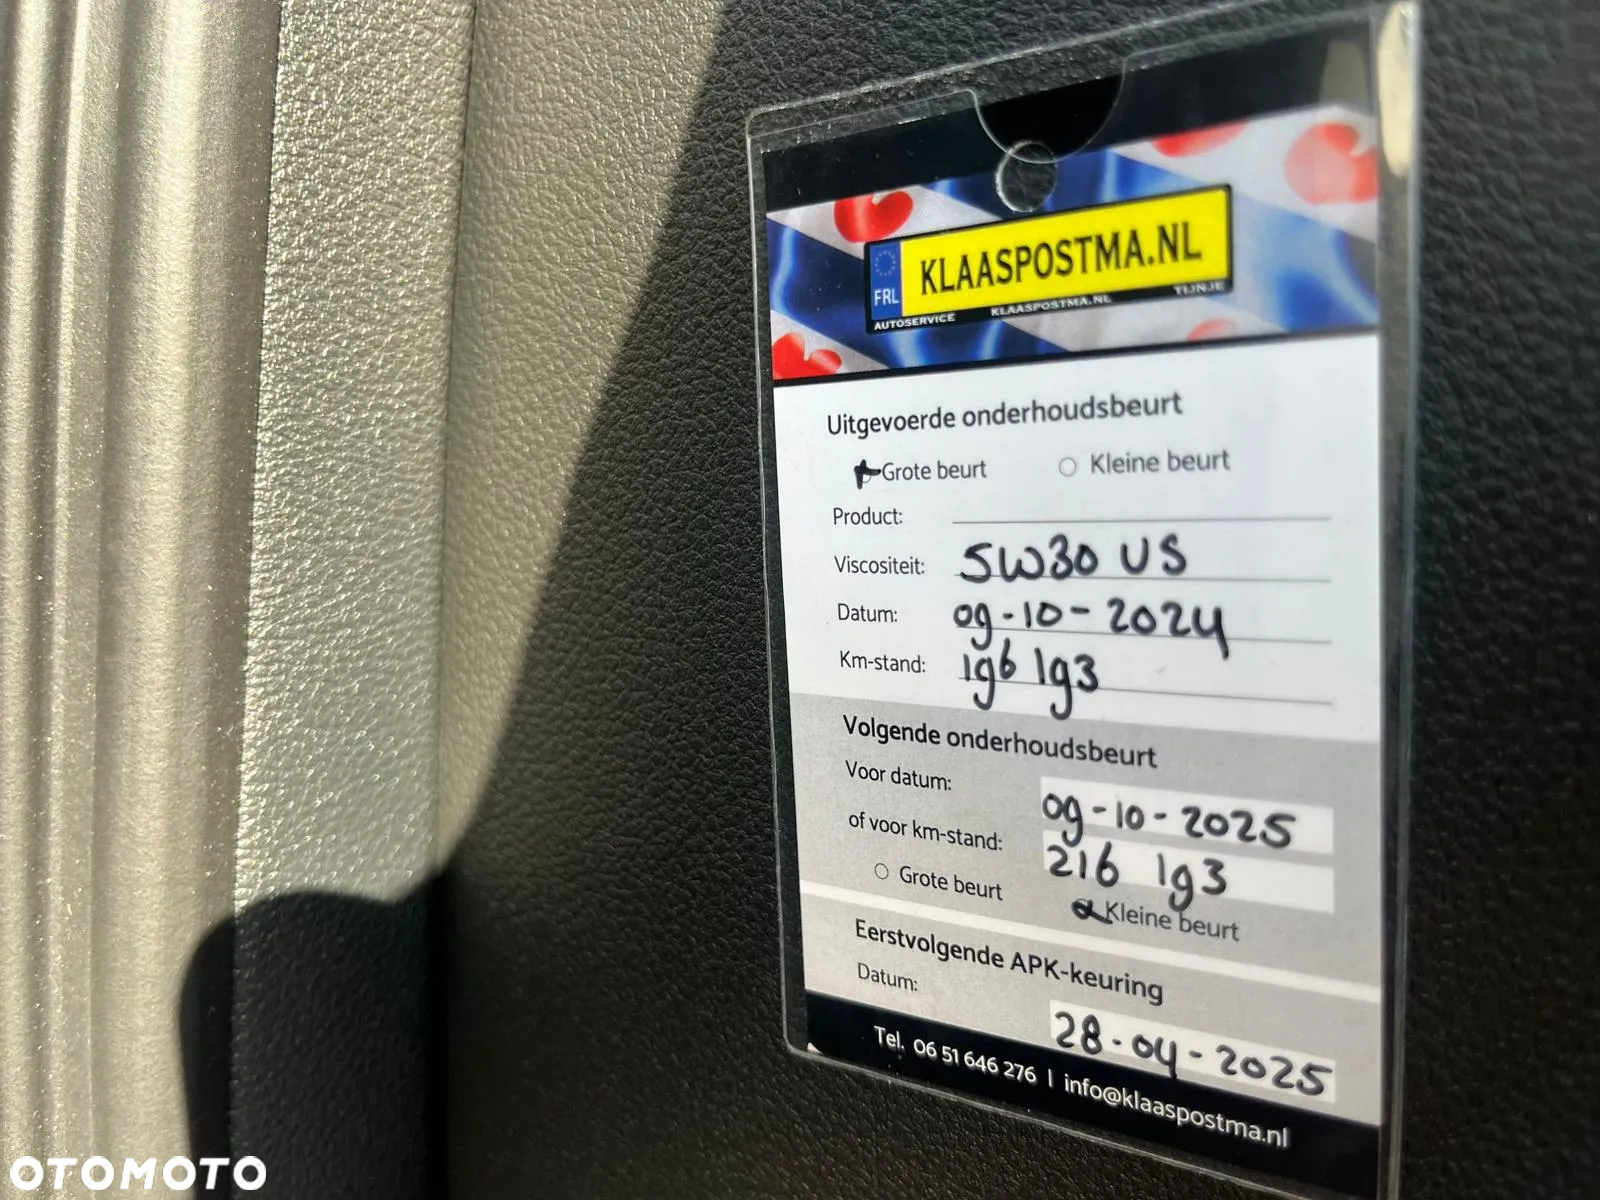 FRL
KLAASPOSTMA.NL
AUTOSERVICE KLAASPOSTMA.NL TIJNJE
Uitgevoerde onderhoudsbeurt
Grote beurt Kleine beurt
Product:
Viscositeit: 5W30 US
Datum: 09-10-2024
Km-stand: 196 193
Volgende onderhoudsbeurt
Voor datum: 09-10-2025
of voor km-stand: 216 193
Grote beurt Kleine beurt
Eerstvolgende APK-keuring
Datum: 28-04-2025
Tel. 06 51 646 276 | info@klaaspostma.nl
OTOMOTO